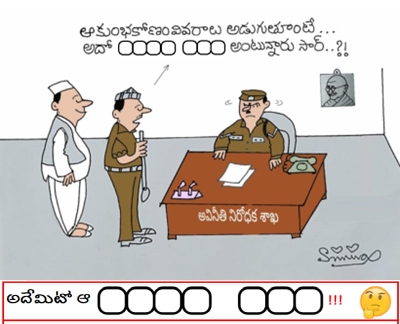 ఆ కుంభకోణం వివరాలు అడుగుతూంటే...
అదో అంటున్నారు సార్..?!
అవినీతి నిరోధక శాఖ
అదేమిటో ఆ !!!